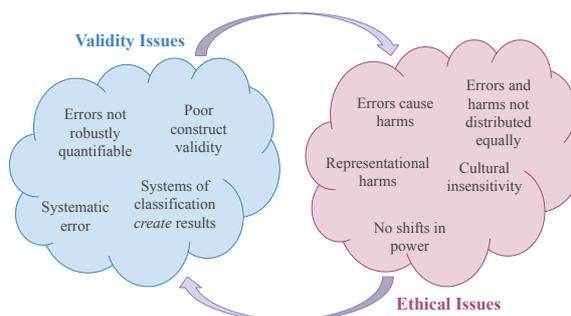 Validity Issues
Errors not
robustly
quantifiable
Poor
construct
validity
Systematic
error
Systems of
classification
create results
Errors cause
harms
Errors and
harms not
distributed
equally
Representational
harms
Cultural
insensitivity
No shifts in
power
Ethical Issues